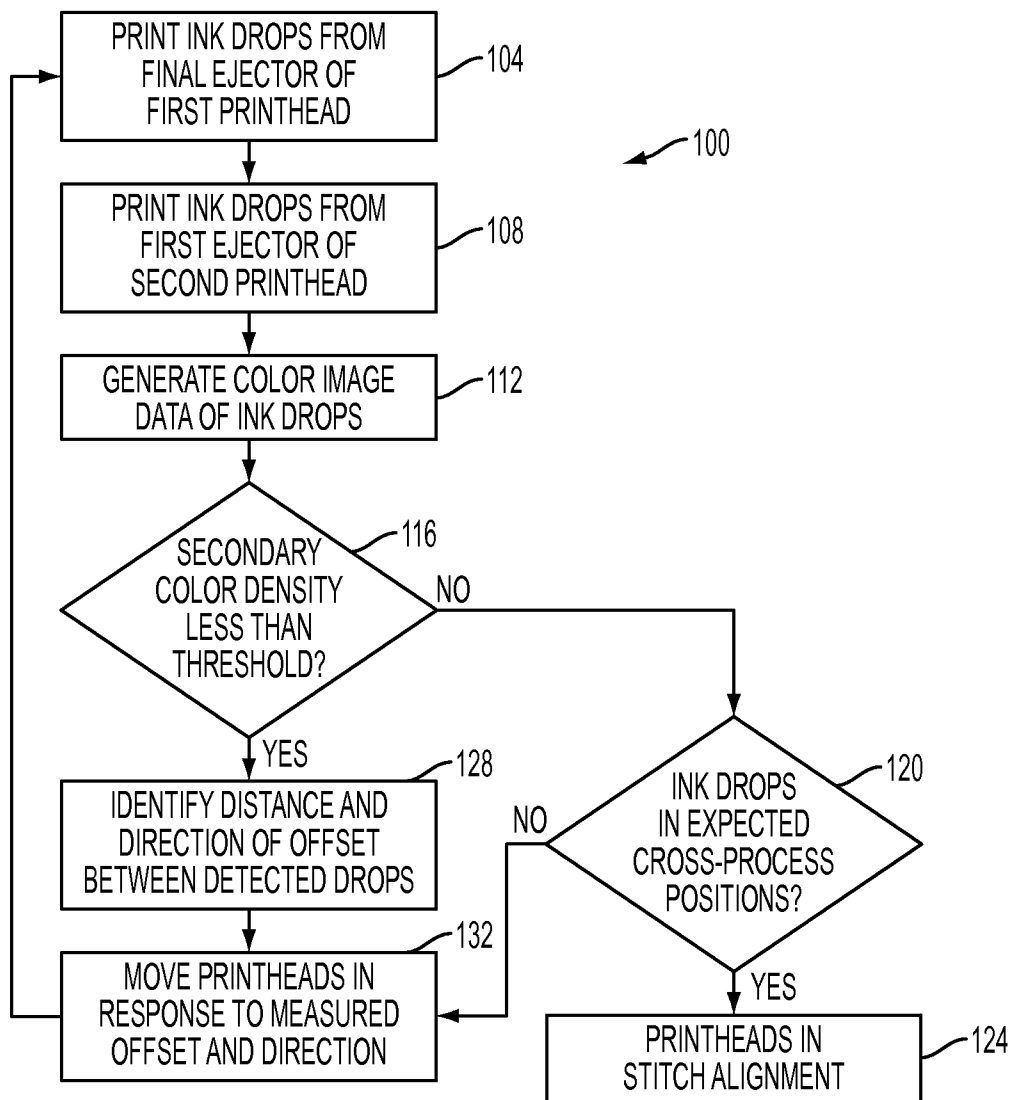 PRINT INK DROPS FROM
FINAL EJECTOR OF
FIRST PRINTHEAD
104
100
PRINT INK DROPS FROM
FIRST EJECTOR OF
SECOND PRINTHEAD
108
GENERATE COLOR IMAGE
DATA OF INK DROPS
112
SECONDARY
COLOR DENSITY
LESS THAN
THRESHOLD?
116
NO
YES
IDENTIFY DISTANCE AND
DIRECTION OF OFFSET
BETWEEN DETECTED DROPS
128
INK DROPS
IN EXPECTED
CROSS-PROCESS
POSITIONS?
120
NO
YES
MOVE PRINTHEADS IN
RESPONSE TO MEASURED
OFFSET AND DIRECTION
132
PRINTHEADS IN
STITCH ALIGNMENT
124